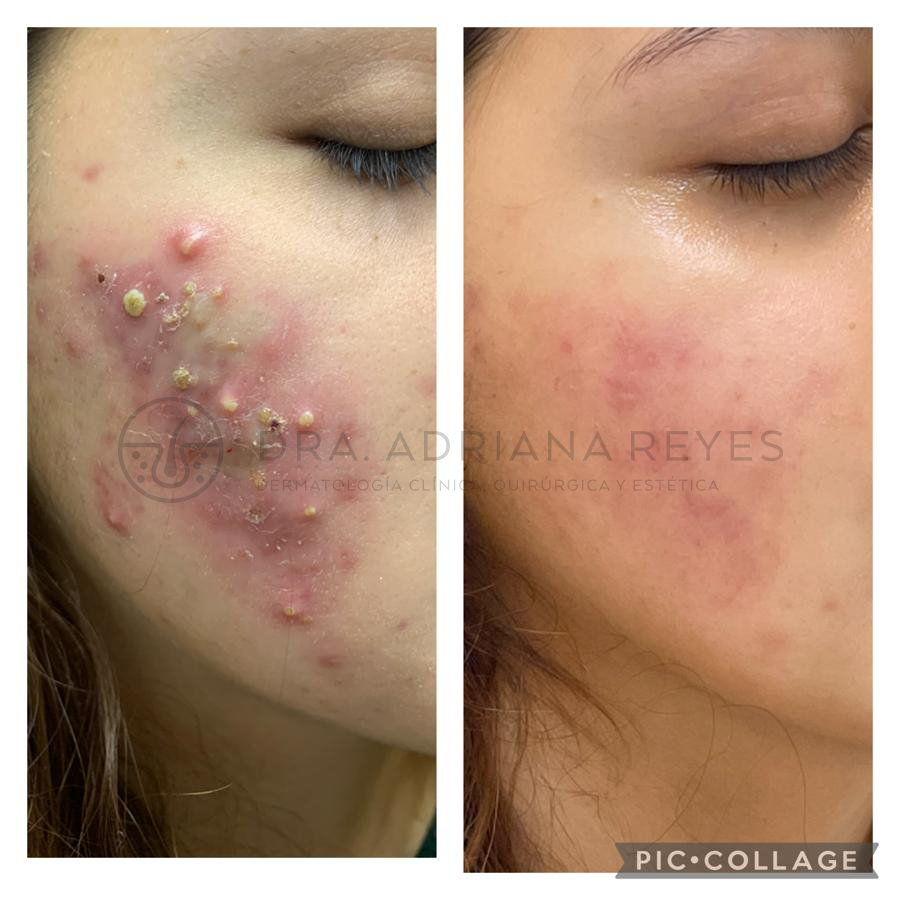 DRA. ADRIANA REYES
DERMATOLOGÍA CLÍNICA, QUIRÚRGICA Y ESTÉTICA
PIC•COLLAGE